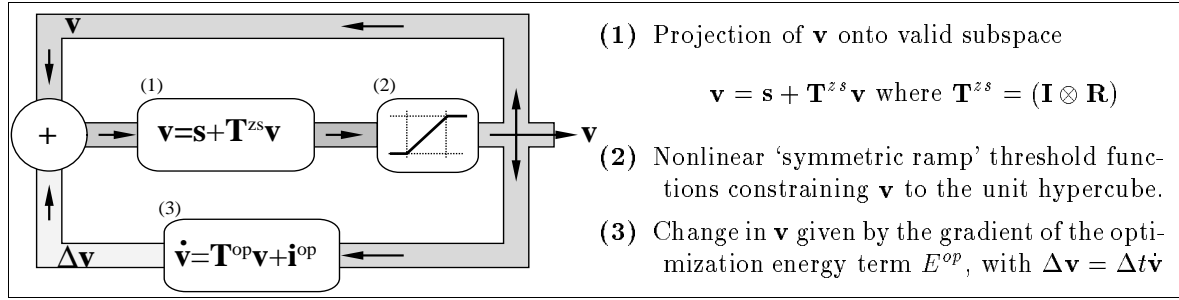 v
(1)
(2)
+
v=s+T^zs v
v
(3)
Δv
v̇=T^op v+i^op
(1) Projection of v onto valid subspace
v = s + T^zs v where T^zs = (I ⊗ R)
(2) Nonlinear ‘symmetric ramp’ threshold func-
tions constraining v to the unit hypercube.
(3) Change in v given by the gradient of the opti-
mization energy term E^op, with Δv = Δtv̇